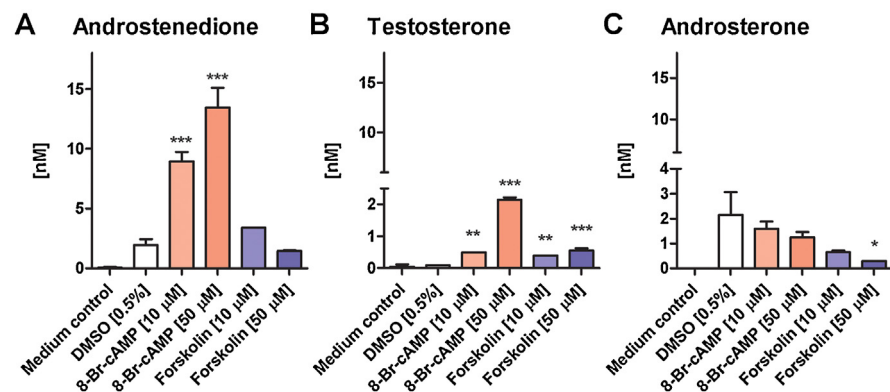 A Androstenedione
[nM]
15
10
5
0
***
***
Medium control
DMSO [0.5%]
8-Br-cAMP [10 µM]
8-Br-cAMP [50 µM]
Forskolin [10 µM]
Forskolin [50 µM]
B Testosterone
[nM]
15
10
2
1
0
**
***
**
***
Medium control
DMSO [0.5%]
8-Br-cAMP [10 µM]
8-Br-cAMP [50 µM]
Forskolin [10 µM]
Forskolin [50 µM]
C Androsterone
[nM]
15
10
4
3
2
1
0
*
Medium control
DMSO [0.5%]
8-Br-cAMP [10 µM]
8-Br-cAMP [50 µM]
Forskolin [10 µM]
Forskolin [50 µM]